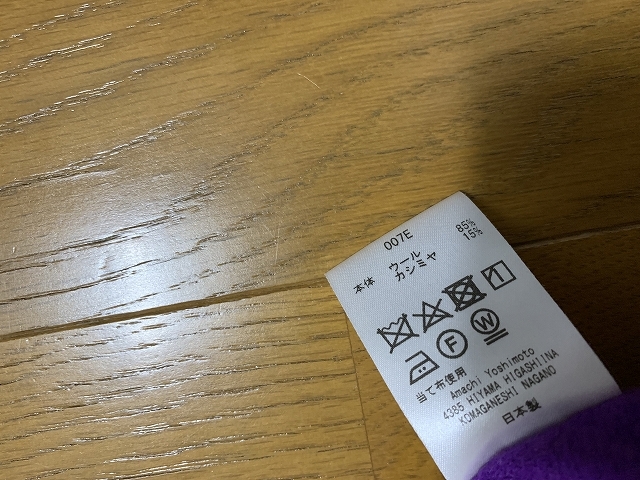 007E
本体 ウール 85%
カシミヤ 15%
F W
当て布使用
Amachi Yoshimoto
4385 HIYAMA HIGASHIINA
KOMAGANESHI NAGANO
日本製